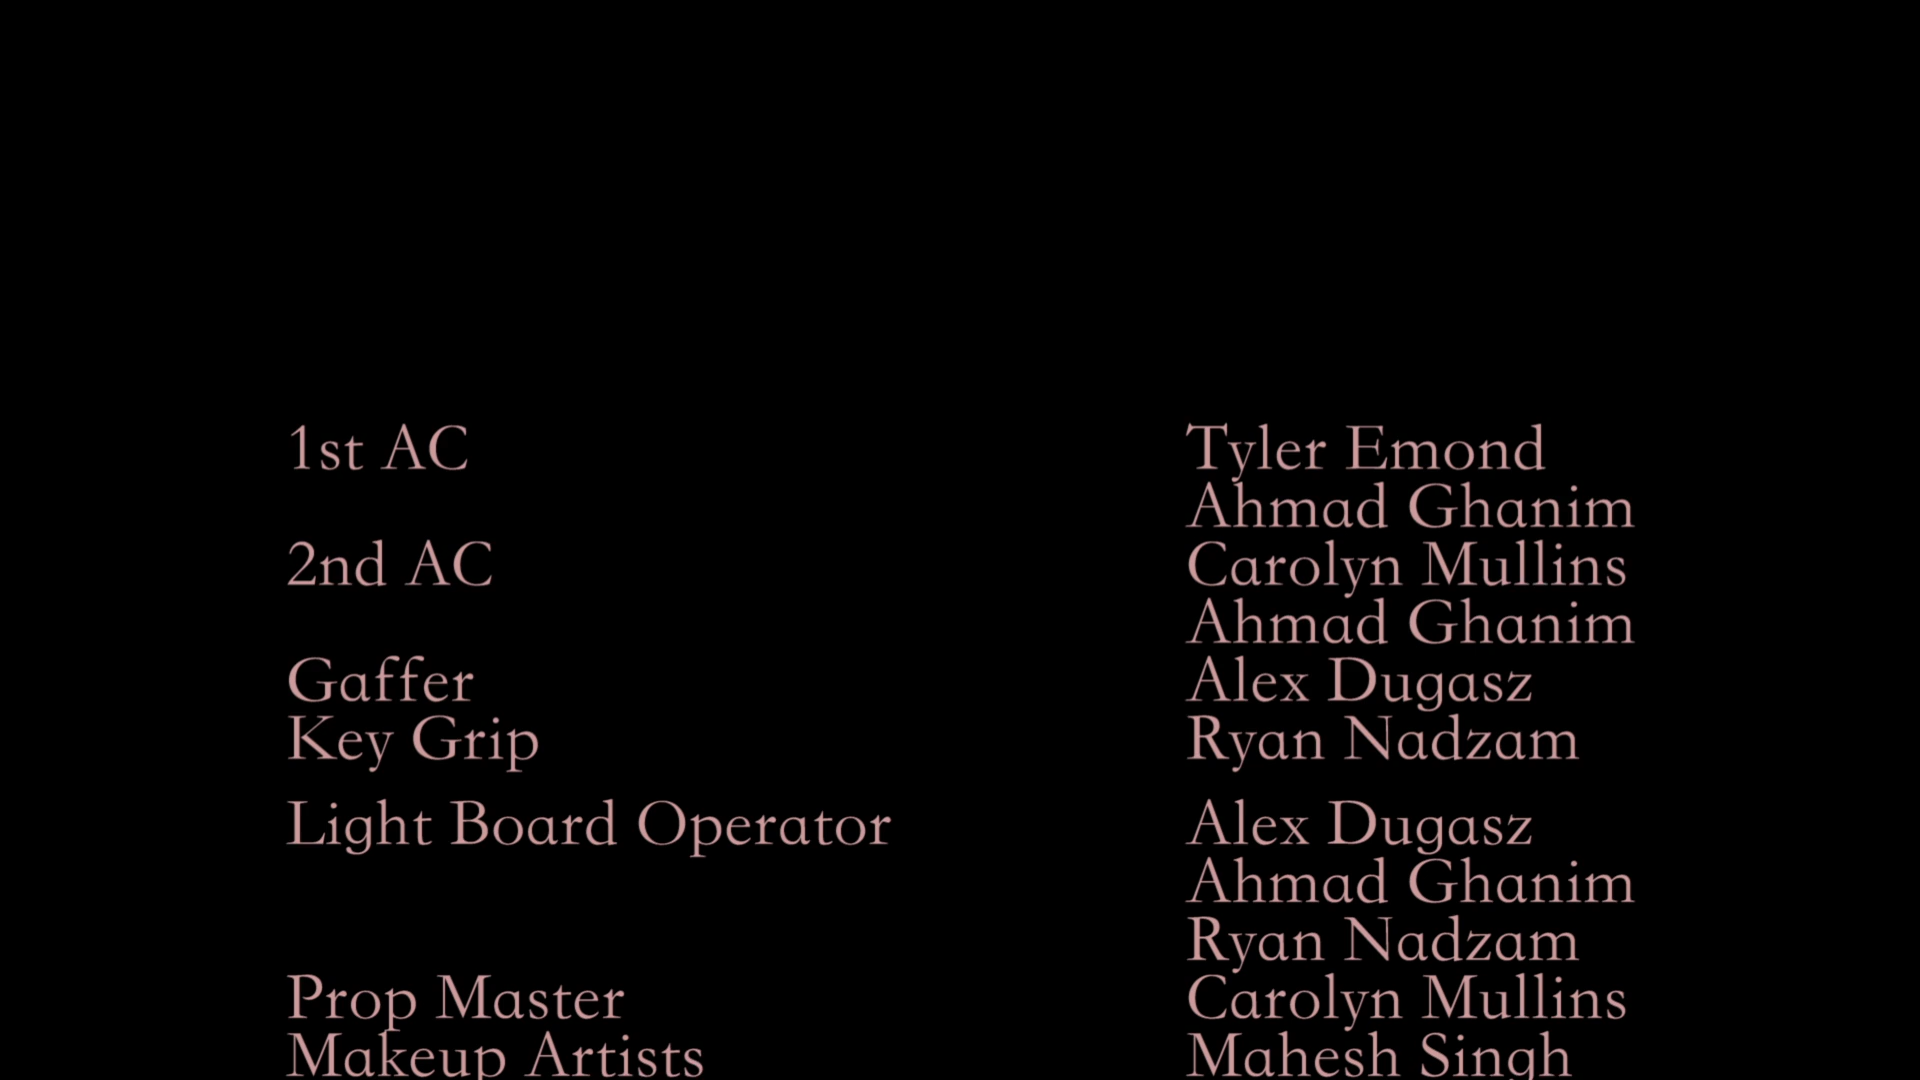 1st AC Tyler Emond
Ahmad Ghanim
2nd AC Carolyn Mullins
Ahmad Ghanim
Gaffer Alex Dugasz
Key Grip Ryan Nadzam
Light Board Operator Alex Dugasz
Ahmad Ghanim
Ryan Nadzam
Prop Master Carolyn Mullins
Makeup Artists Mahesh Singh